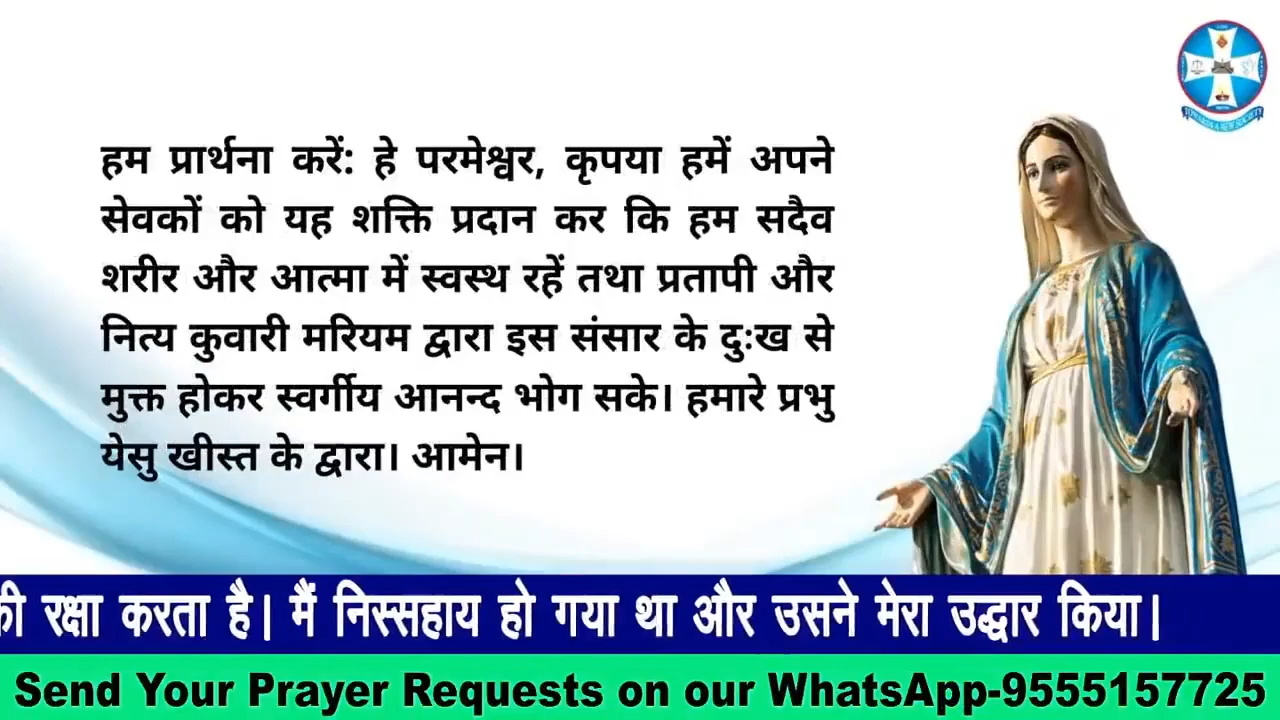 हम प्रार्थना करें: हे परमेश्वर, कृपया हमें अपने
सेवकों को यह शक्ति प्रदान कर कि हम सदैव
शरीर और आत्मा में स्वस्थ रहें तथा प्रतापी और
नित्य कुवारी मरियम द्वारा इस संसार के दुःख से
मुक्त होकर स्वर्गीय आनन्द भोग सके। हमारे प्रभु
येसु खीस्त के द्वारा। आमेन।
की रक्षा करता है। मैं निस्सहाय हो गया था और उसने मेरा उद्धार किया।
Send Your Prayer Requests on our WhatsApp-9555157725